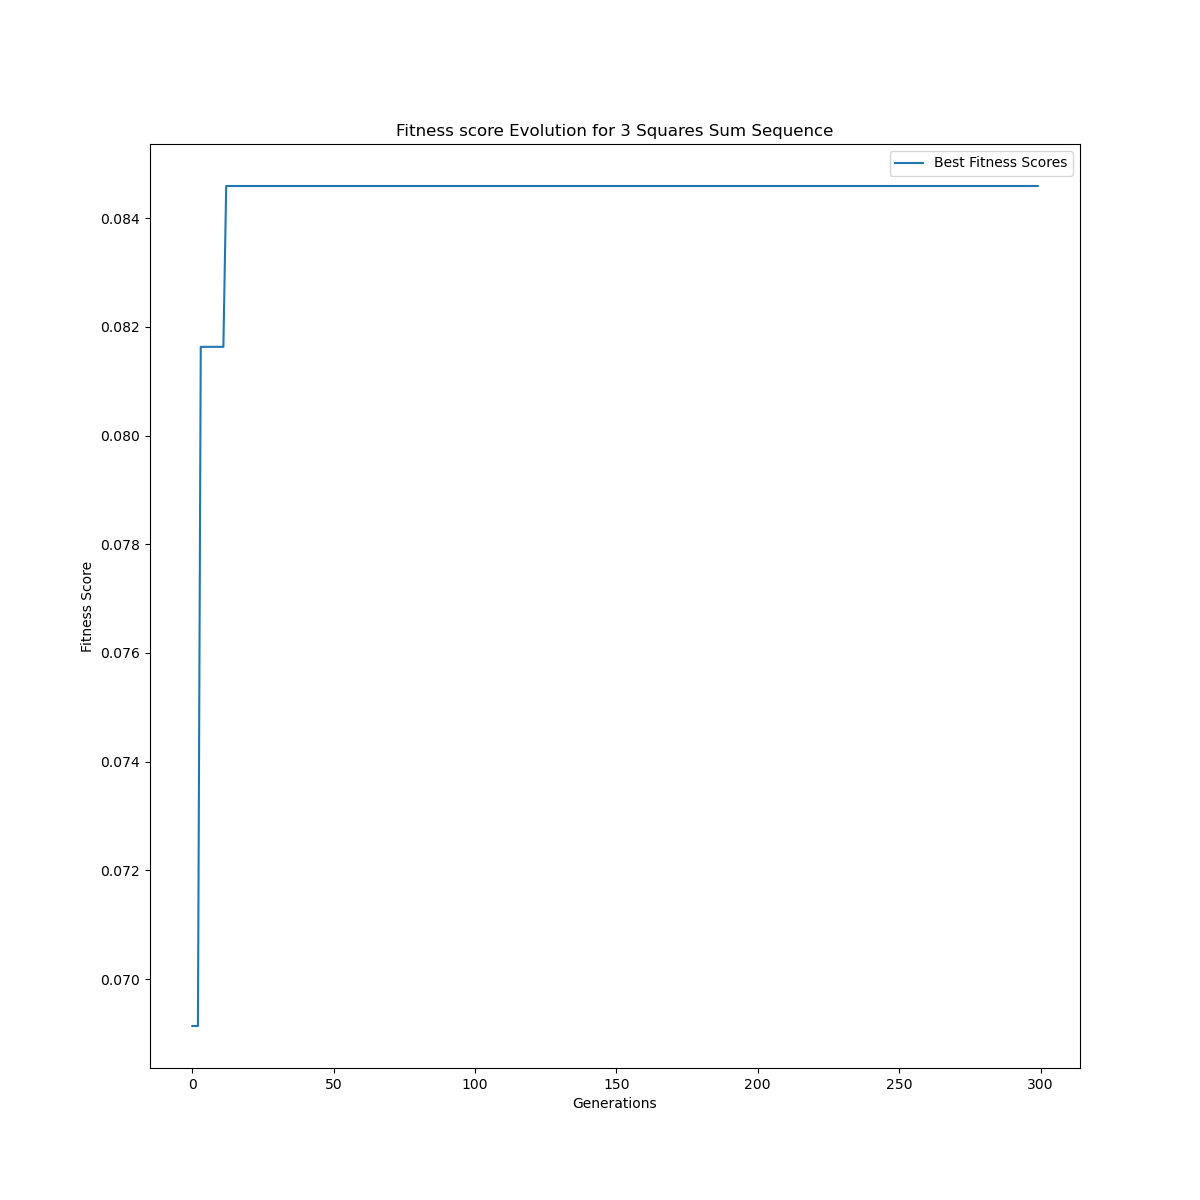 Fitness score Evolution for 3 Squares Sum Sequence
Best Fitness Scores
0.084
0.082
0.080
0.078
0.076
0.074
0.072
0.070
Fitness Score
0 50 100 150 200 250 300
Generations